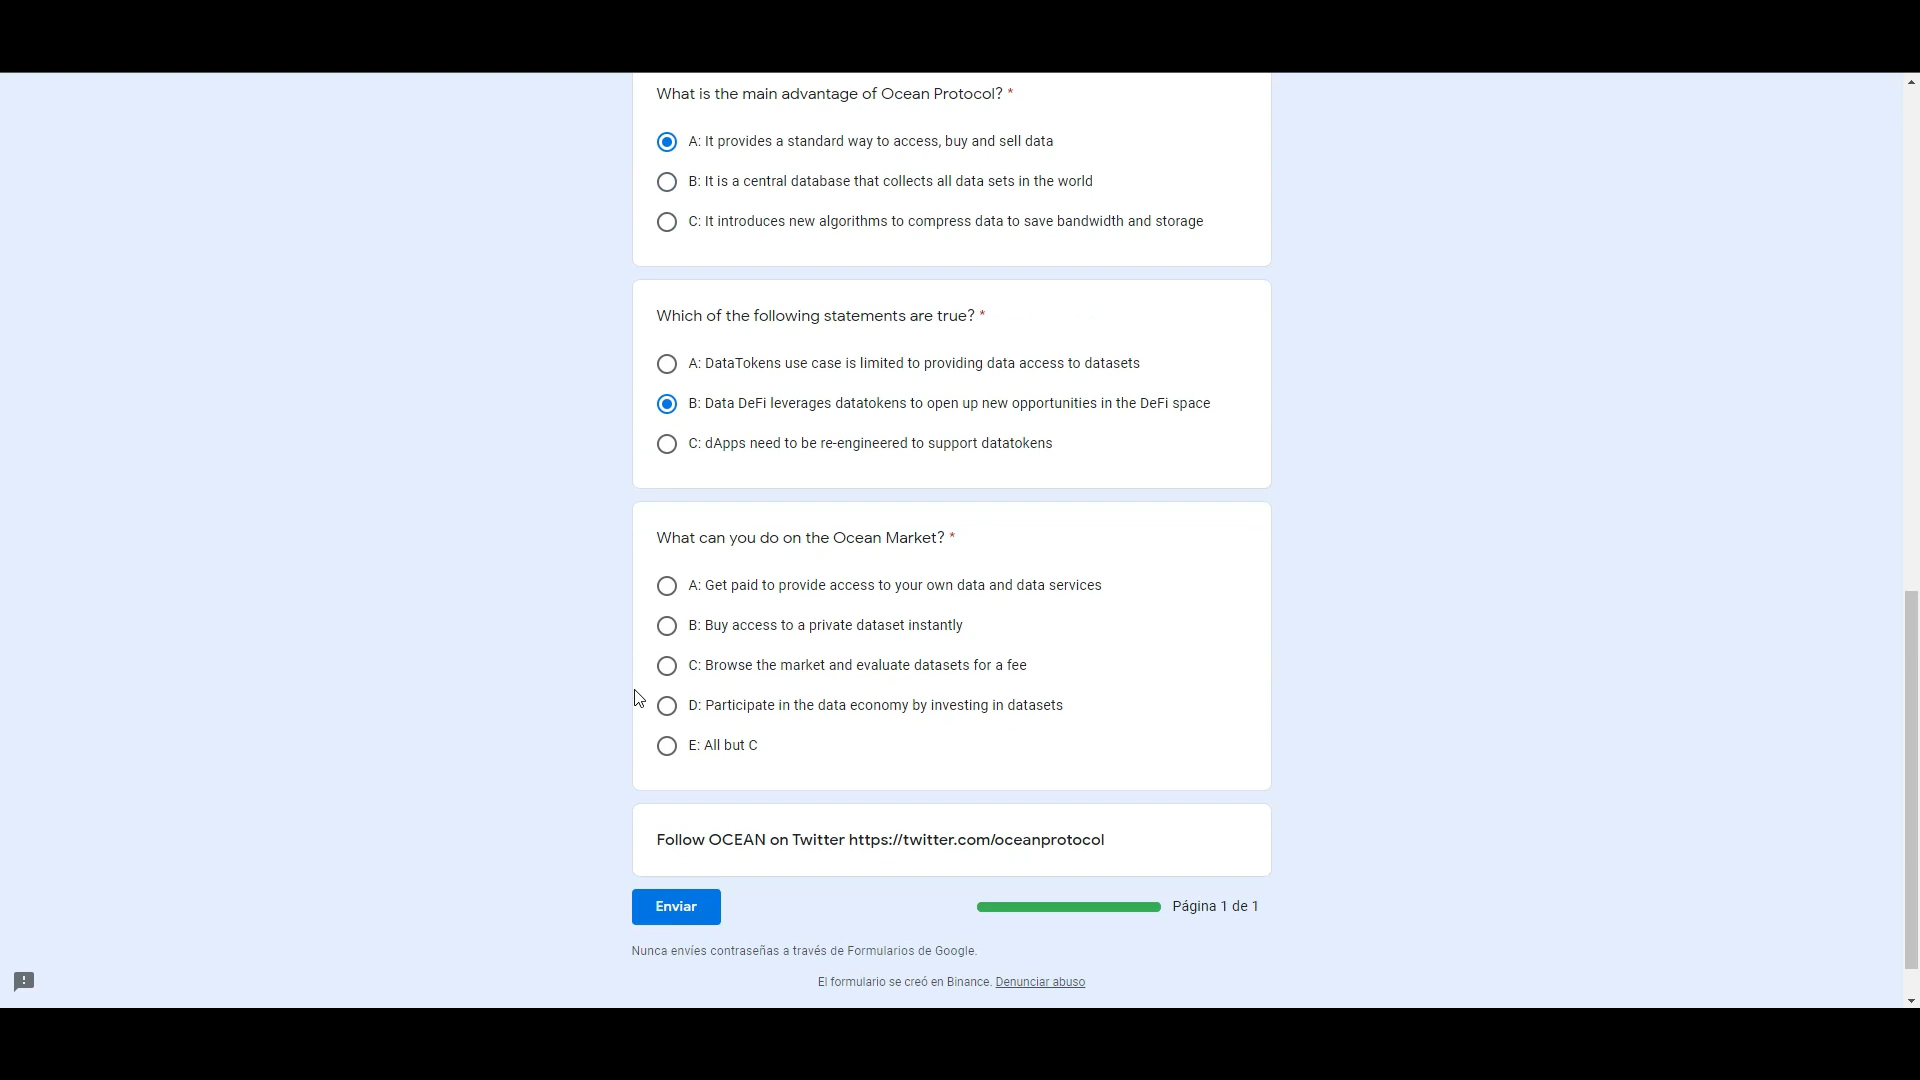 What is the main advantage of Ocean Protocol? *
A: It provides a standard way to access, buy and sell data
B: It is a central database that collects all data sets in the world
C: It introduces new algorithms to compress data to save bandwidth and storage
Which of the following statements are true? *
A: DataTokens use case is limited to providing data access to datasets
B: Data DeFi leverages datatokens to open up new opportunities in the DeFi space
C: dApps need to be re-engineered to support datatokens
What can you do on the Ocean Market? *
A: Get paid to provide access to your own data and data services
B: Buy access to a private dataset instantly
C: Browse the market and evaluate datasets for a fee
D: Participate in the data economy by investing in datasets
E: All but C
Follow OCEAN on Twitter https://twitter.com/oceanprotocol
Enviar
Página 1 de 1
Nunca envíes contraseñas a través de Formularios de Google.
El formulario se creó en Binance. Denunciar abuso